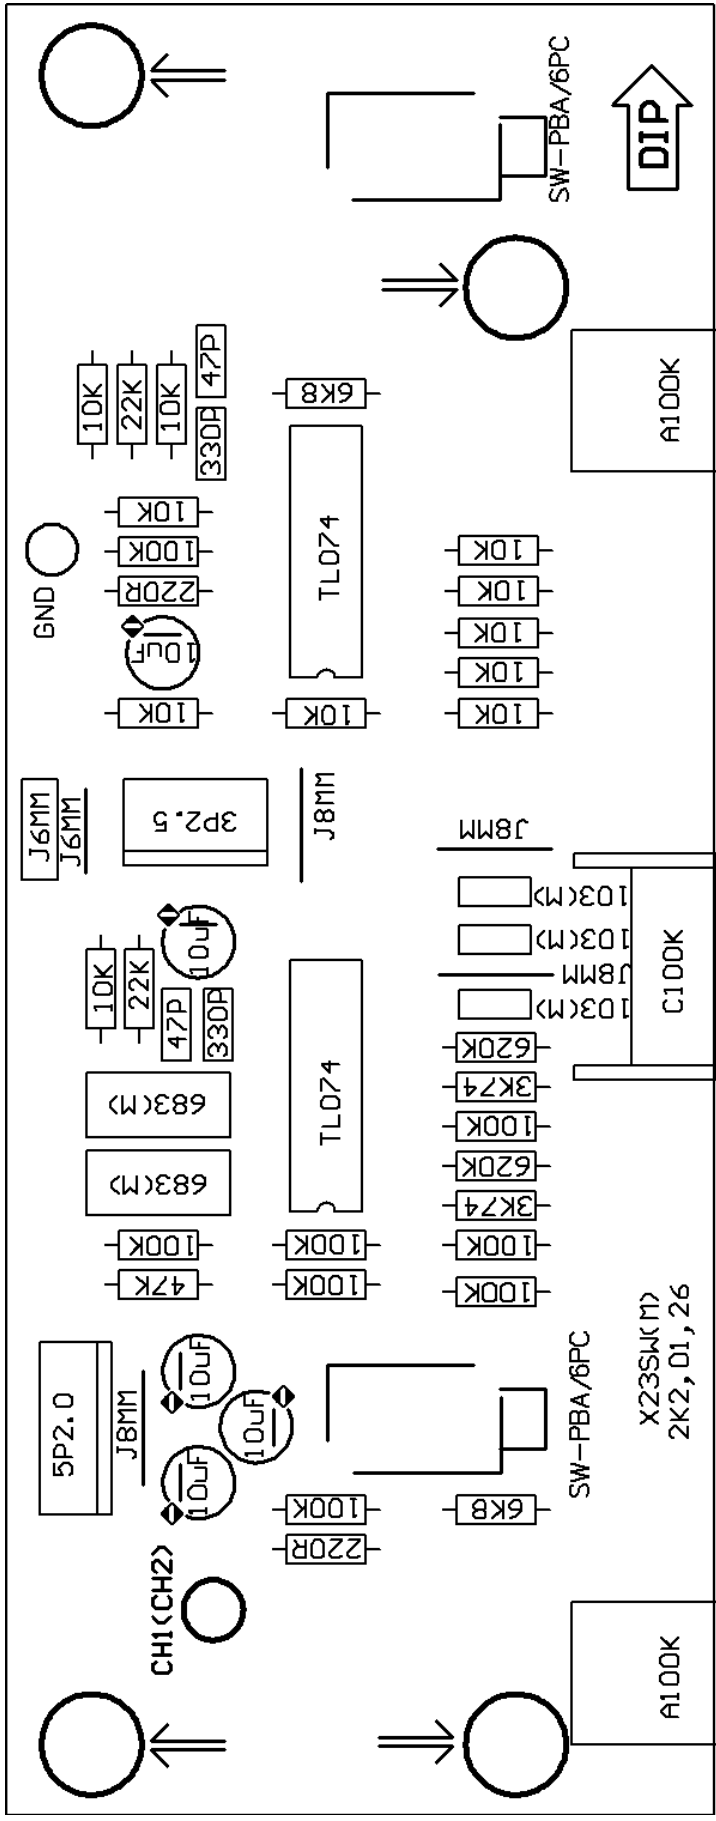 SW-PBA/6PC
DIP
47P
10K
22K
10K
330P
6K8
A100K
10K
100K
220R
10uF
10K
GND
TL074
10K
10K
10K
10K
10K
10K
J6MM
J6MM
3P2.5
J8MM
J8MM
103(M)
103(M)
J8MM
103(M)
C100K
10uF
10K
22K
47P
330P
683(M)
683(M)
TL074
620K
3K74
100K
620K
3K74
100K
100K
100K
47K
100K
100K
5P2.0
J8MM
10uF
10uF
10uF
SW-PBA/6PC
X23SW(M)
2K2,D1,26
100K
220R
6K8
CH1(CH2)
A100K